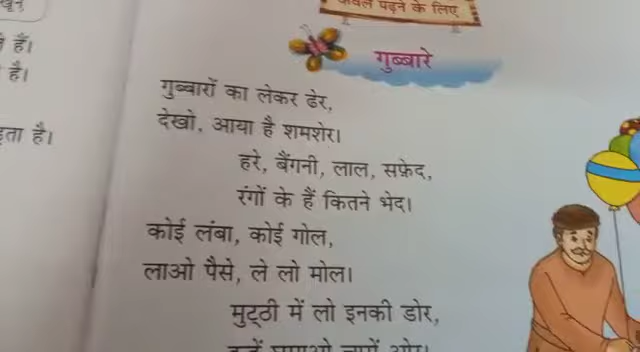 केवल पढ़ने के लिए
गुब्बारे
गुब्बारों का लेकर ढेर,
देखो, आया है शमशेर।
हरे, बैंगनी, लाल, सफ़ेद,
रंगों के हैं कितने भेद।
कोई लंबा, कोई गोल,
लाओ पैसे, ले लो मोल।
मुट्ठी में लो इनकी डोर,
हैं।
है।
है।